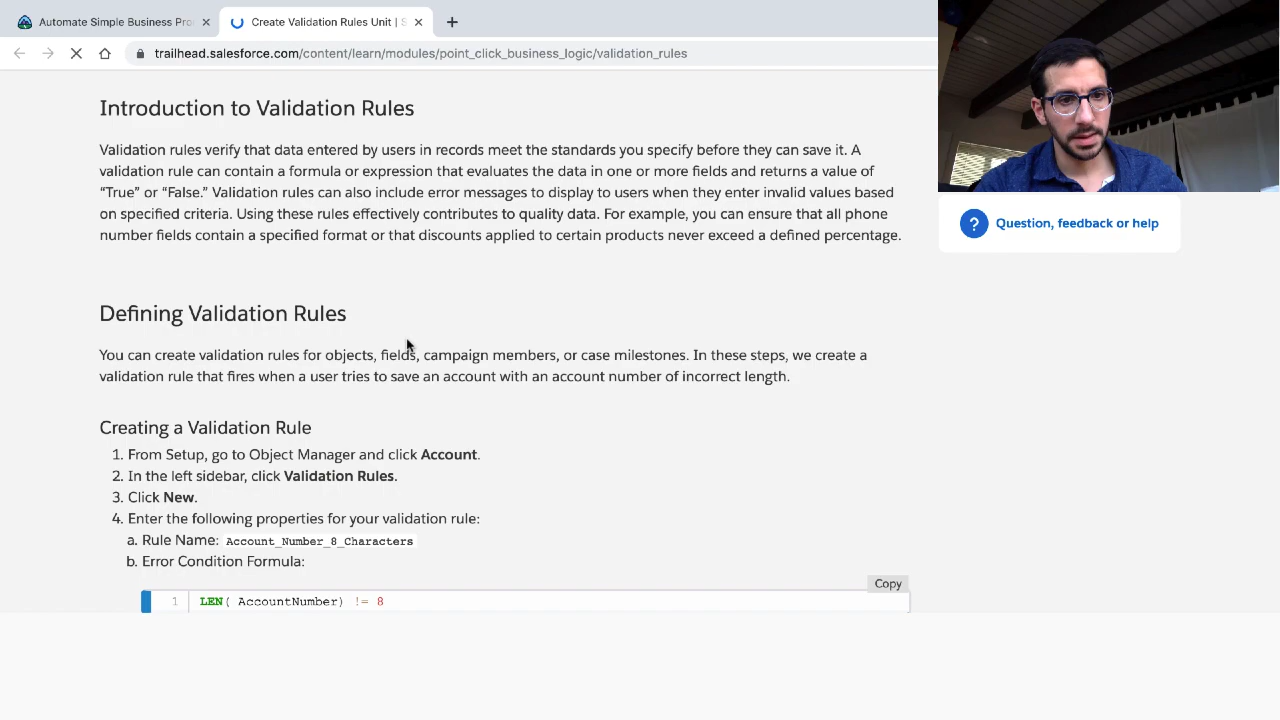 Automate Simple Business Pro
Create Validation Rules Unit | S
trailhead.salesforce.com/content/learn/modules/point_click_business_logic/validation_rules
Introduction to Validation Rules
Validation rules verify that data entered by users in records meet the standards you specify before they can save it. A
validation rule can contain a formula or expression that evaluates the data in one or more fields and returns a value of
“True” or “False.” Validation rules can also include error messages to display to users when they enter invalid values based
on specified criteria. Using these rules effectively contributes to quality data. For example, you can ensure that all phone
number fields contain a specified format or that discounts applied to certain products never exceed a defined percentage.
? Question, feedback or help
Defining Validation Rules
You can create validation rules for objects, fields, campaign members, or case milestones. In these steps, we create a
validation rule that fires when a user tries to save an account with an account number of incorrect length.
Creating a Validation Rule
1. From Setup, go to Object Manager and click Account.
2. In the left sidebar, click Validation Rules.
3. Click New.
4. Enter the following properties for your validation rule:
a. Rule Name: Account_Number_8_Characters
b. Error Condition Formula:
Copy
1 LEN( AccountNumber) != 8